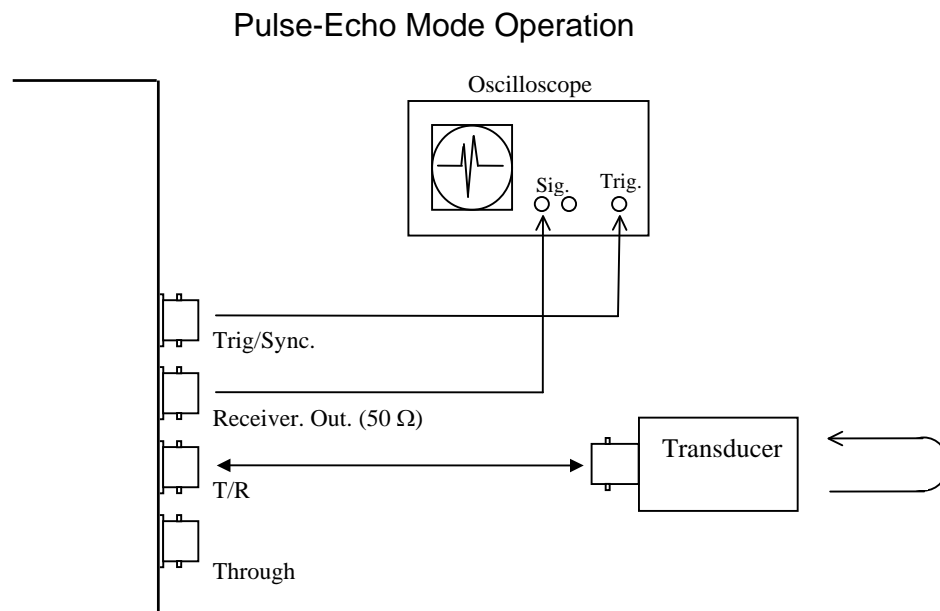 Pulse-Echo Mode Operation
Oscilloscope
Sig.
Trig.
Trig/Sync.
Receiver. Out. (50 Ω)
Transducer
T/R
Through